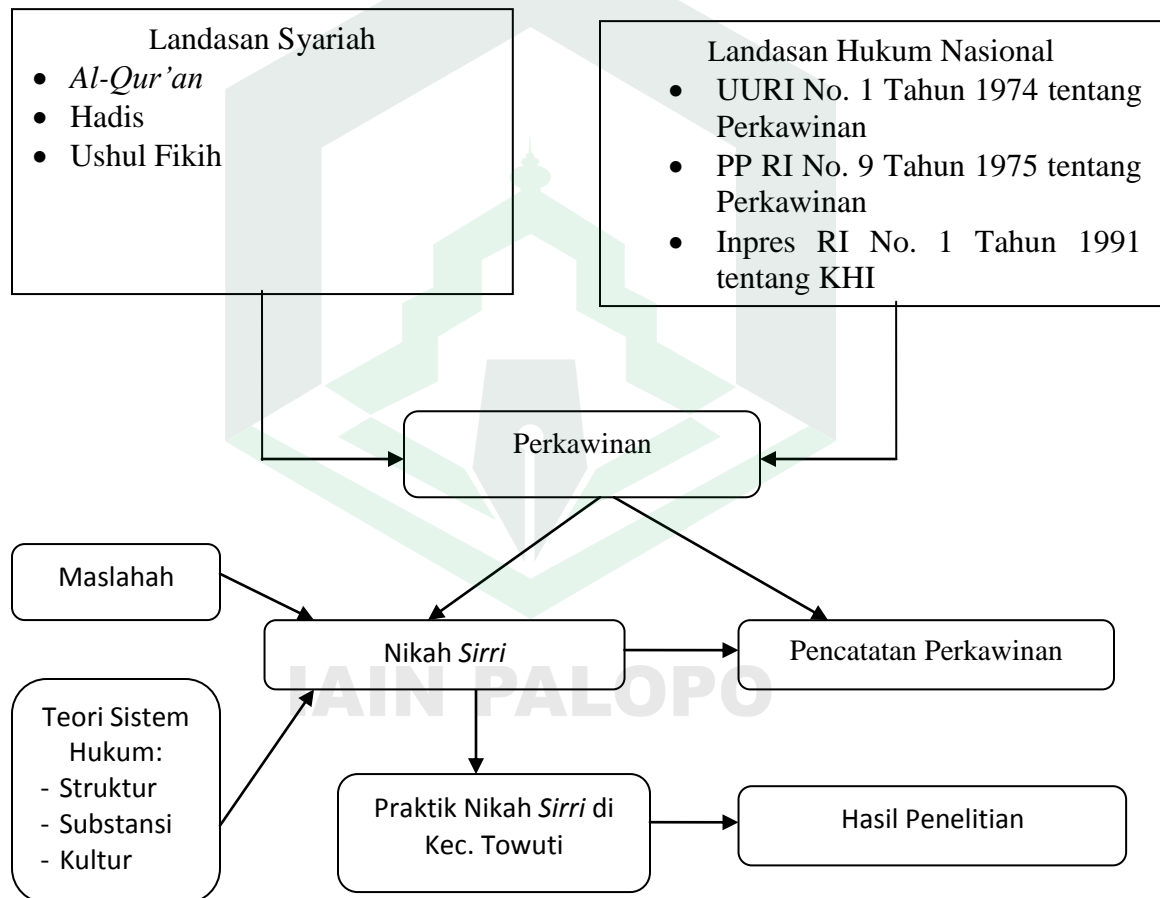 Landasan Syariah
• Al-Qur’an
• Hadis
• Ushul Fikih
Landasan Hukum Nasional
• UURI No. 1 Tahun 1974 tentang
Perkawinan
• PP RI No. 9 Tahun 1975 tentang
Perkawinan
• Inpres RI No. 1 Tahun 1991
tentang KHI
Perkawinan
Maslahah
Nikah Sirri
Pencatatan Perkawinan
IAIN PALOPO
Teori Sistem
Hukum:
- Struktur
- Substansi
- Kultur
Praktik Nikah Sirri di
Kec. Towuti
Hasil Penelitian